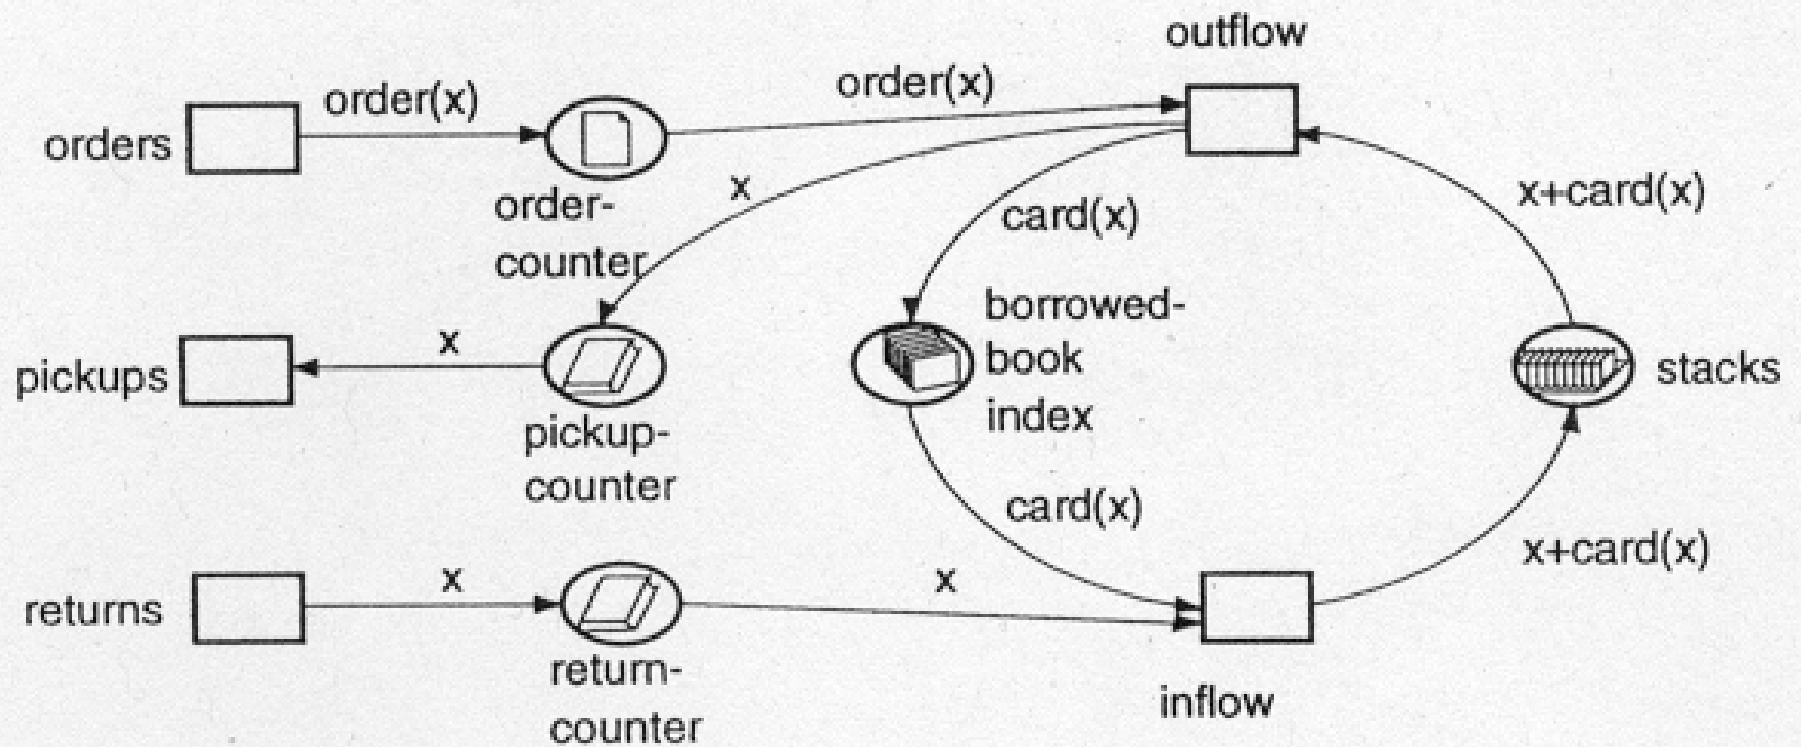 outflow
order(x)
order(x)
orders
order-
counter
x
card(x)
x+card(x)
pickups
x
pickup-
counter
borrowed-
book
index
stacks
card(x)
x+card(x)
returns
x
return-
counter
x
inflow